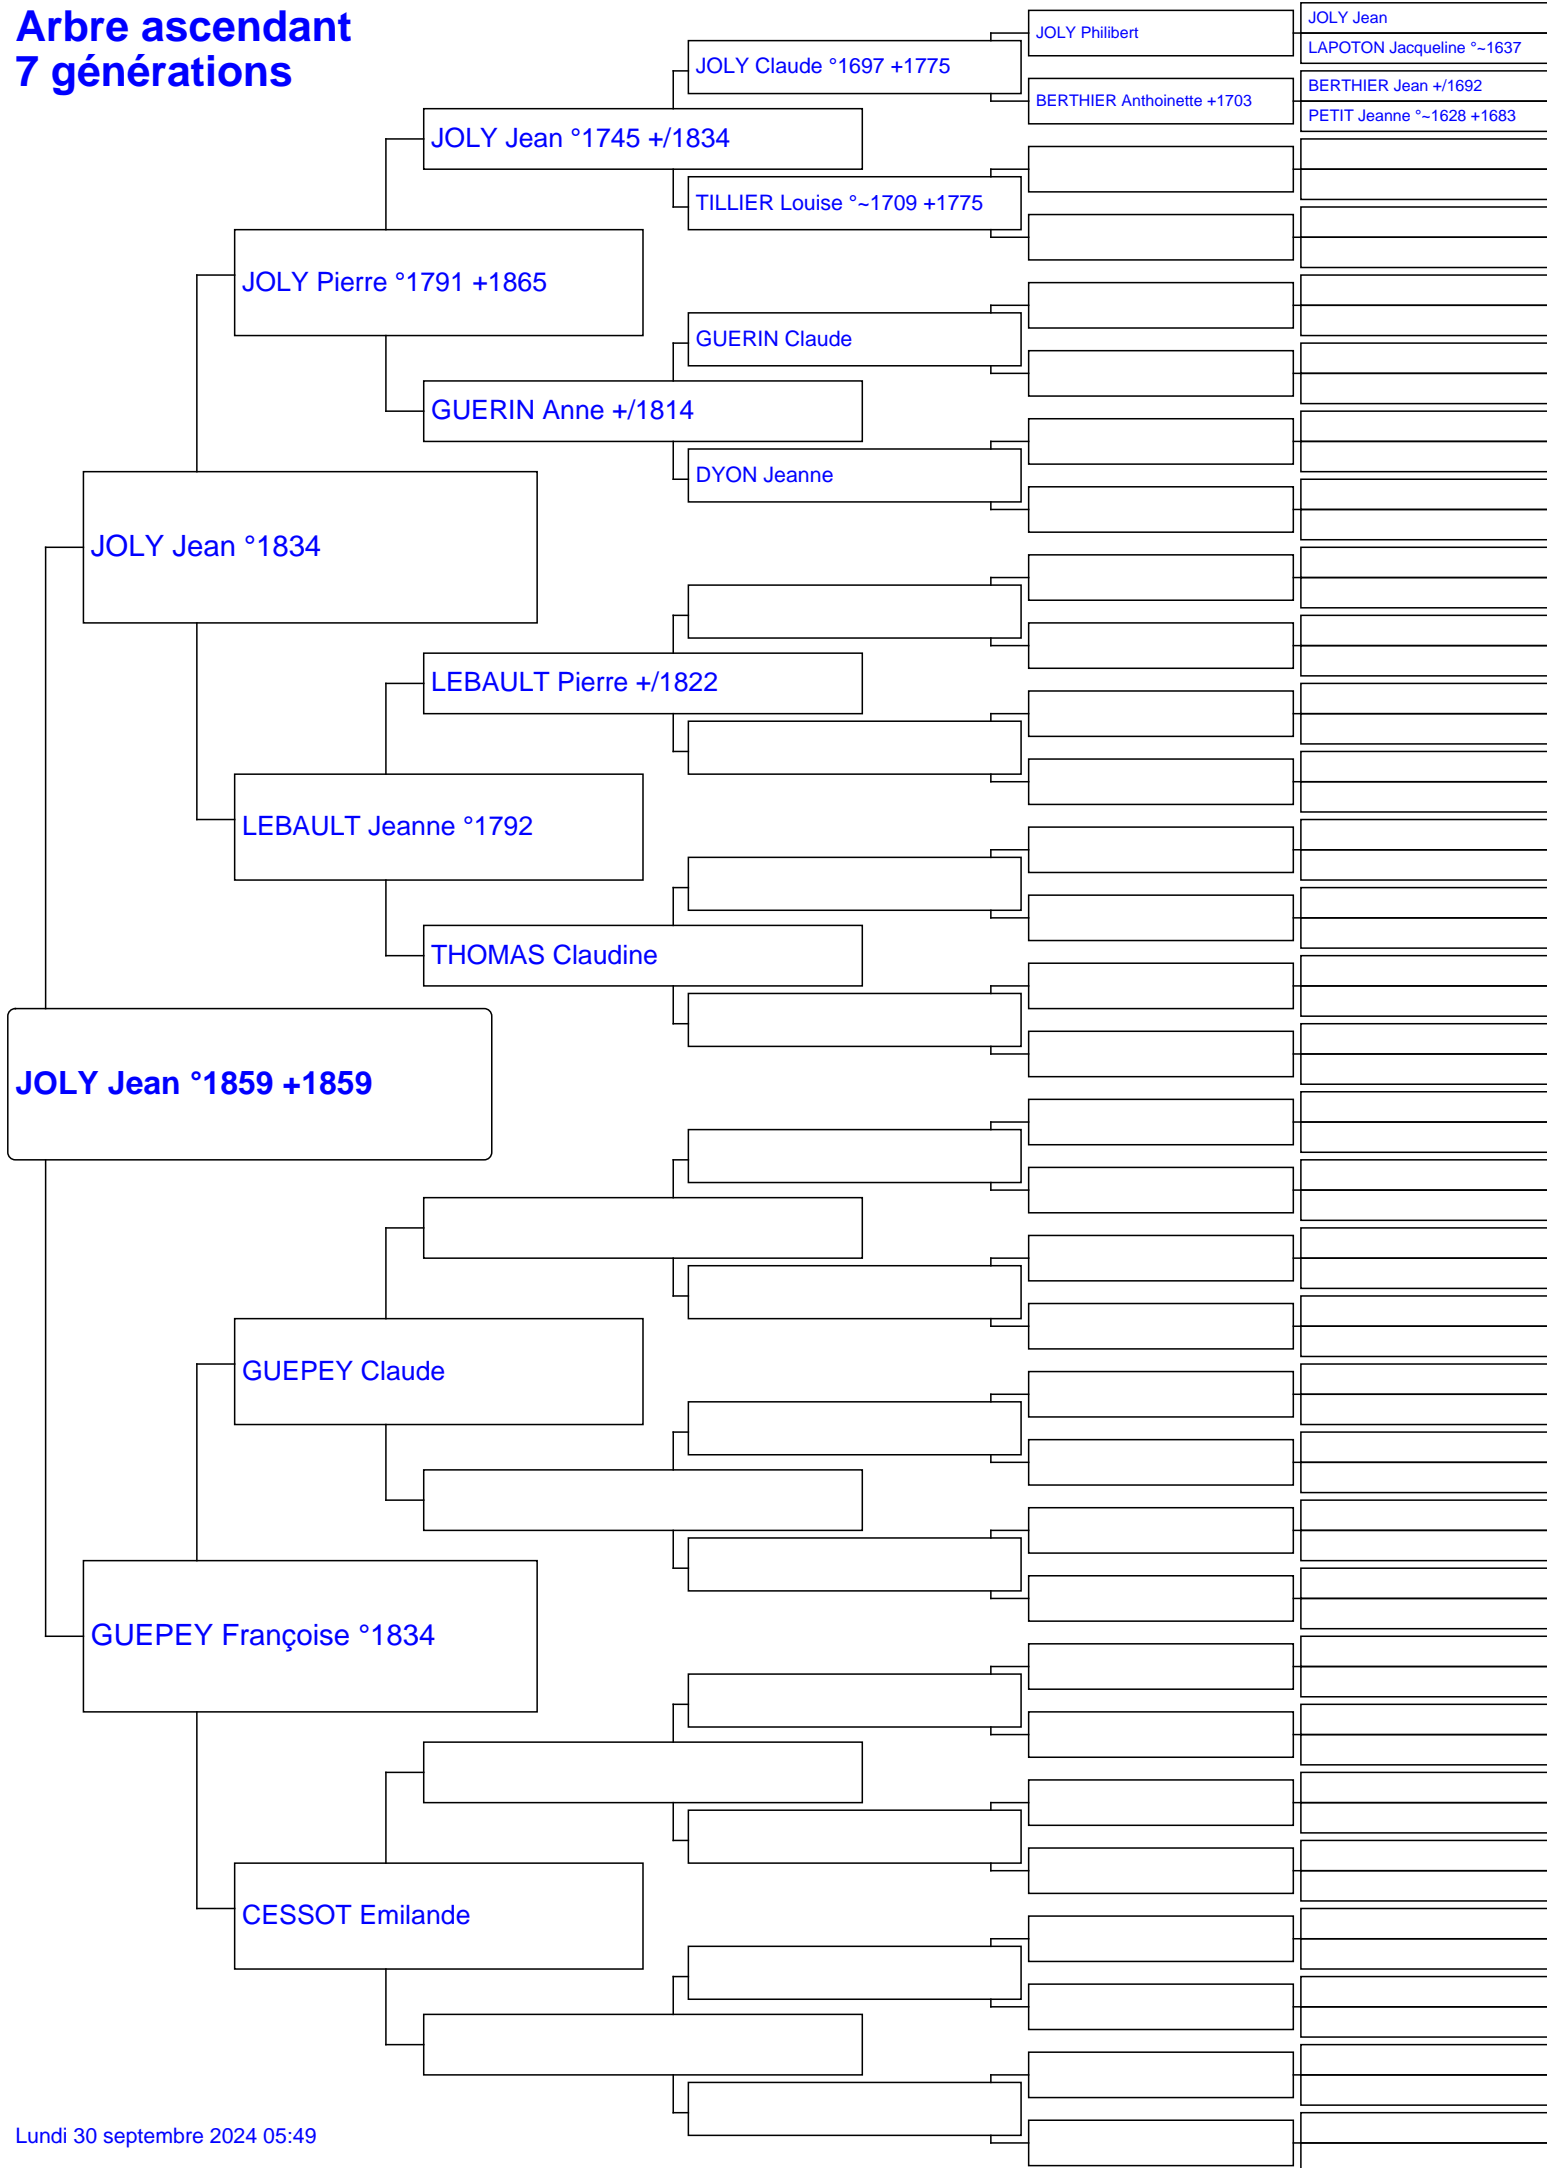 Arbre ascendant
7 générations
JOLY Philibert
JOLY Jean
LAPOTON Jacqueline °~1637
JOLY Claude °1697 +1775
BERTHIER Anthoinette +1703
BERTHIER Jean +/1692
PETIT Jeanne °~1628 +1683
JOLY Jean °1745 +/1834
TILLIER Louise °~1709 +1775
JOLY Pierre °1791 +1865
GUERIN Claude
GUERIN Anne +/1814
DYON Jeanne
JOLY Jean °1834
LEBAULT Pierre +/1822
LEBAULT Jeanne °1792
THOMAS Claudine
JOLY Jean °1859 +1859
GUEPEY Claude
GUEPEY Françoise °1834
CESSOT Emilande
Lundi 30 septembre 2024 05:49